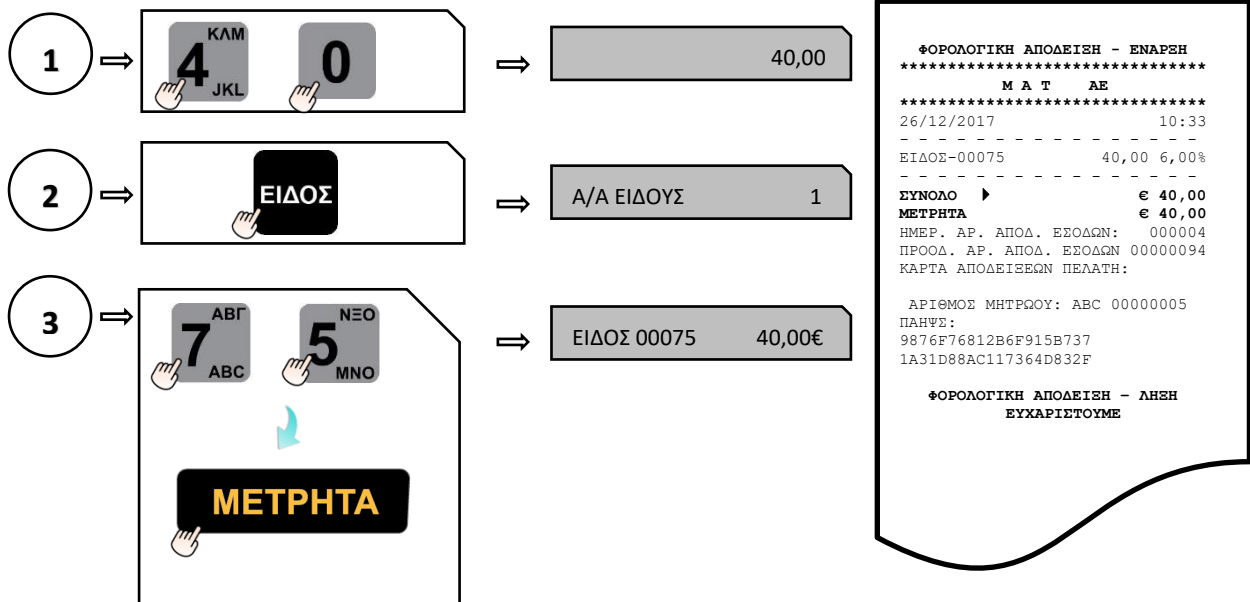 1
ΚΛΜ
4
JKL
0
40,00
2
ΕΙΔΟΣ
Α/Α ΕΙΔΟΥΣ 1
3
ΑΒΓ
7
ABC
ΝΞΟ
5
MNO
ΕΙΔΟΣ 00075 40,00€
ΜΕΤΡΗΤΑ
ΦΟΡΟΛΟΓΙΚΗ ΑΠΟΔΕΙΞΗ - ΕΝΑΡΞΗ
********************************
Μ Α Τ ΑΕ
********************************
26/12/2017 10:33
- - - - - - - - - - - - - - - -
ΕΙΔΟΣ-00075 40,00 6,00%
- - - - - - - - - - - - - - - -
ΣΥΝΟΛΟ € 40,00
ΜΕΤΡΗΤΑ € 40,00
ΗΜΕΡ. ΑΡ. ΑΠΟΔ. ΕΣΟΔΩΝ: 000004
ΠΡΟΟΔ. ΑΡ. ΑΠΟΔ. ΕΣΟΔΩΝ 00000094
ΚΑΡΤΑ ΑΠΟΔΕΙΞΕΩΝ ΠΕΛΑΤΗ:
ΑΡΙΘΜΟΣ ΜΗΤΡΩΟΥ: ABC 00000005
ΠΑΗΨΣ:
9876F76812B6F915B737
1A31D88AC117364D832F
ΦΟΡΟΛΟΓΙΚΗ ΑΠΟΔΕΙΞΗ – ΛΗΞΗ
ΕΥΧΑΡΙΣΤΟΥΜΕ